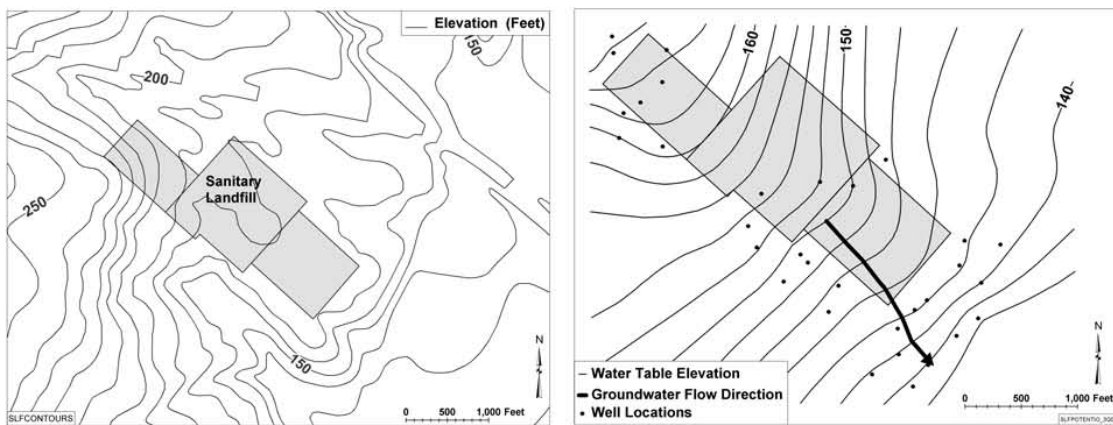 Elevation (Feet)
150
200
Sanitary
Landfill
250
150
N
0 500 1,000 Feet
SLFCONTOURS
160
150
140
Water Table Elevation
Groundwater Flow Direction
Well Locations
N
0 500 1,000 Feet